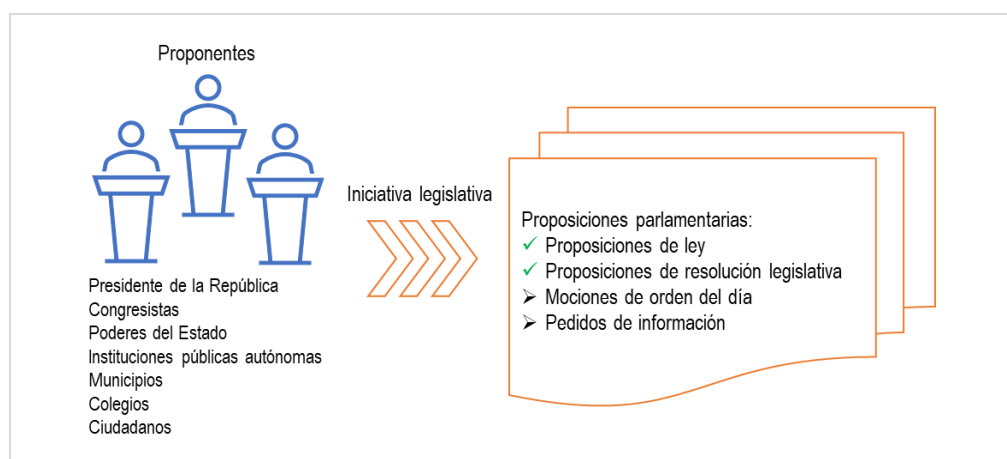 Proponentes
Presidente de la República
Congresistas
Poderes del Estado
Instituciones públicas autónomas
Municipios
Colegios
Ciudadanos
Iniciativa legislativa
Proposiciones parlamentarias:
✓ Proposiciones de ley
✓ Proposiciones de resolución legislativa
➢ Mociones de orden del día
➢ Pedidos de información